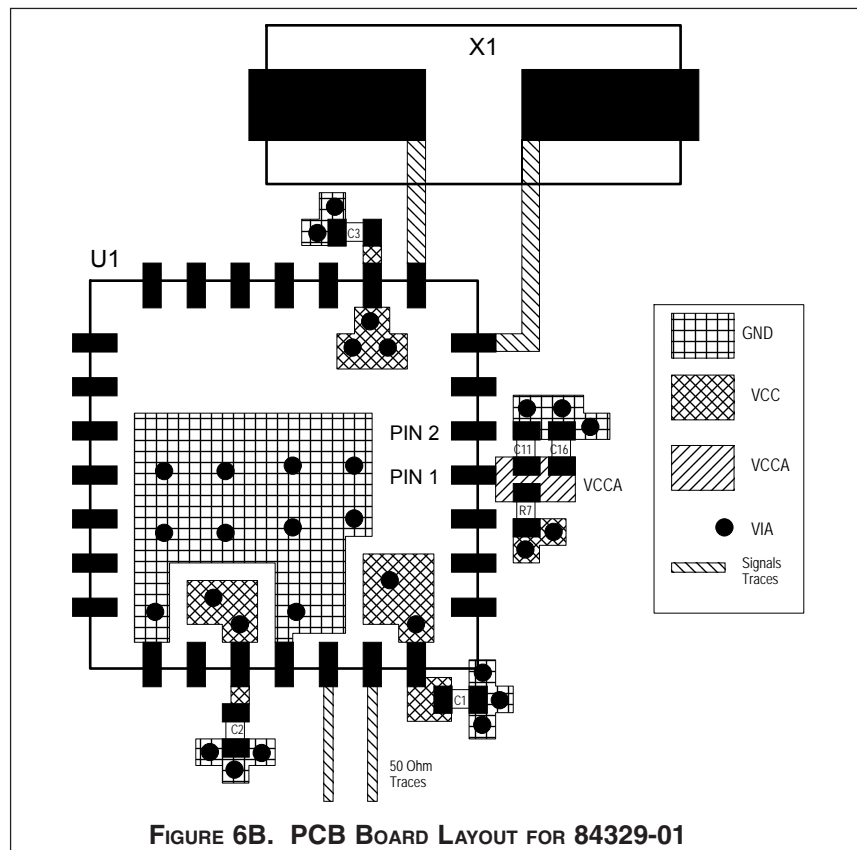 X1
C3
U1
GND
VCC
VCCA
VIA
Signals
Traces
PIN 2
PIN 1
C11
C16
VCCA
R7
C1
C2
50 Ohm
Traces
FIGURE 6B. PCB BOARD LAYOUT FOR 84329-01